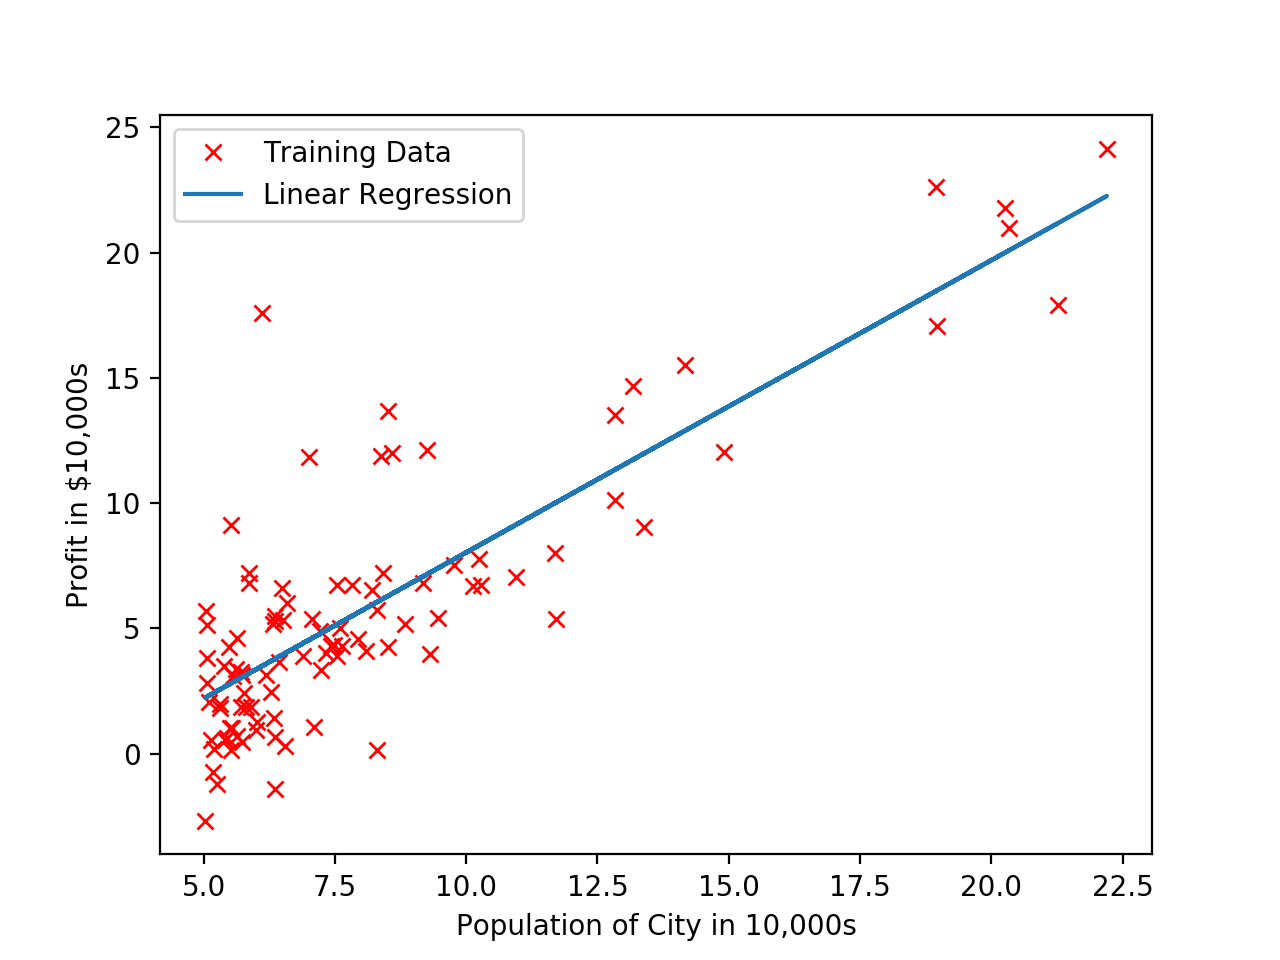 Training Data
Linear Regression
25
20
15
10
5
0
Profit in $10,000s
5.0 7.5 10.0 12.5 15.0 17.5 20.0 22.5
Population of City in 10,000s